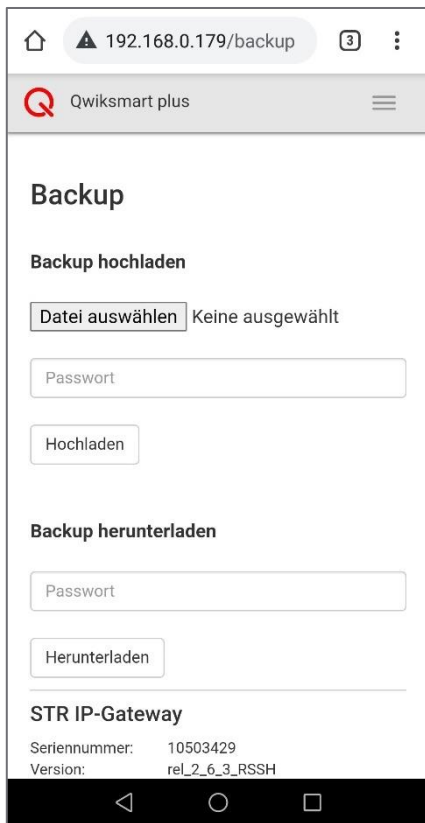 192.168.0.179/backup 3
Qwiksmart plus
Backup
Backup hochladen
Datei auswählen Keine ausgewählt
Passwort
Hochladen
Backup herunterladen
Passwort
Herunterladen
STR IP-Gateway
Seriennummer: 10503429
Version: rel_2_6_3_RSSH